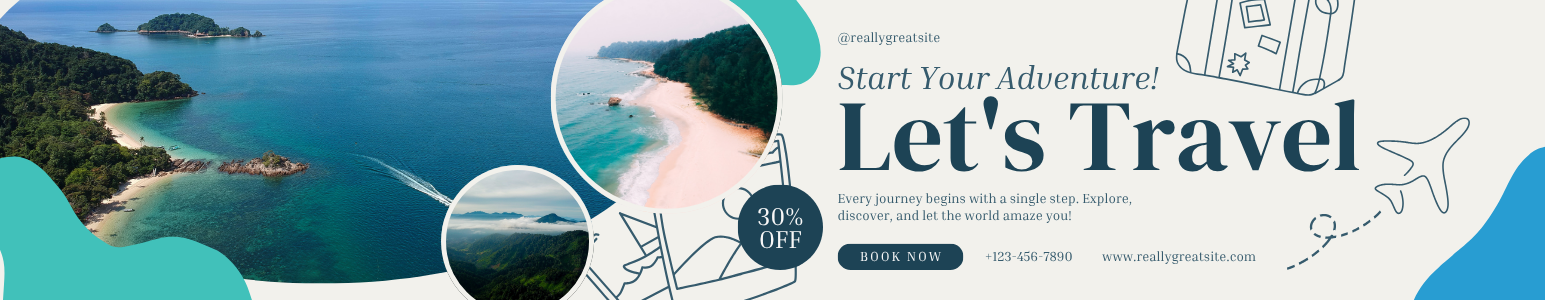 @reallygreatsite
Start Your Adventure!
Let's Travel
Every journey begins with a single step. Explore,
discover, and let the world amaze you!
30%
OFF
BOOK NOW
+123-456-7890
www.reallygreatsite.com